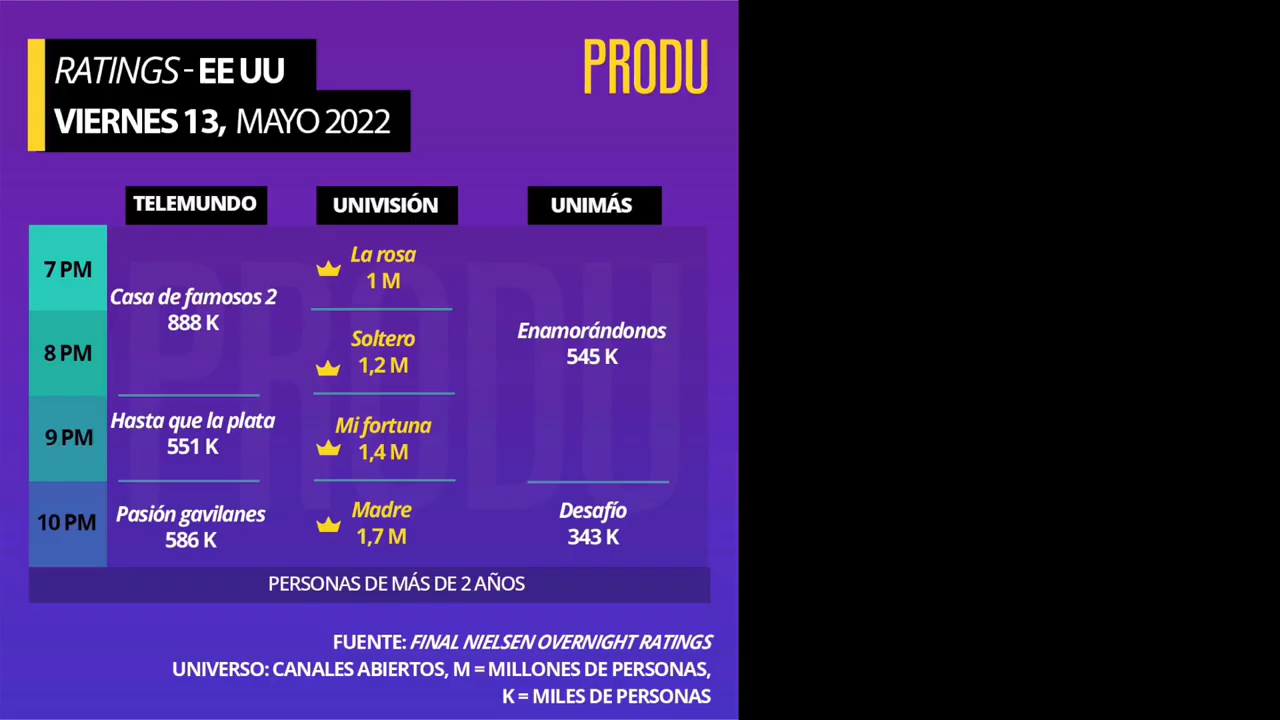 RATINGS - EE UU
PRODU
VIERNES 13, MAYO 2022
TELEMUNDO
UNIVISIÓN
UNIMÁS
7 PM
8 PM
9 PM
10 PM
Casa de famosos 2
888 K
Hasta que la plata
551 K
Pasión gavilanes
586 K
La rosa
1 M
Soltero
1,2 M
Mi fortuna
1,4 M
Madre
1,7 M
Enamorándonos
545 K
Desafío
343 K
PRODU
PERSONAS DE MÁS DE 2 AÑOS
FUENTE: FINAL NIELSEN OVERNIGHT RATINGS
UNIVERSO: CANALES ABIERTOS, M = MILLONES DE PERSONAS,
K = MILES DE PERSONAS